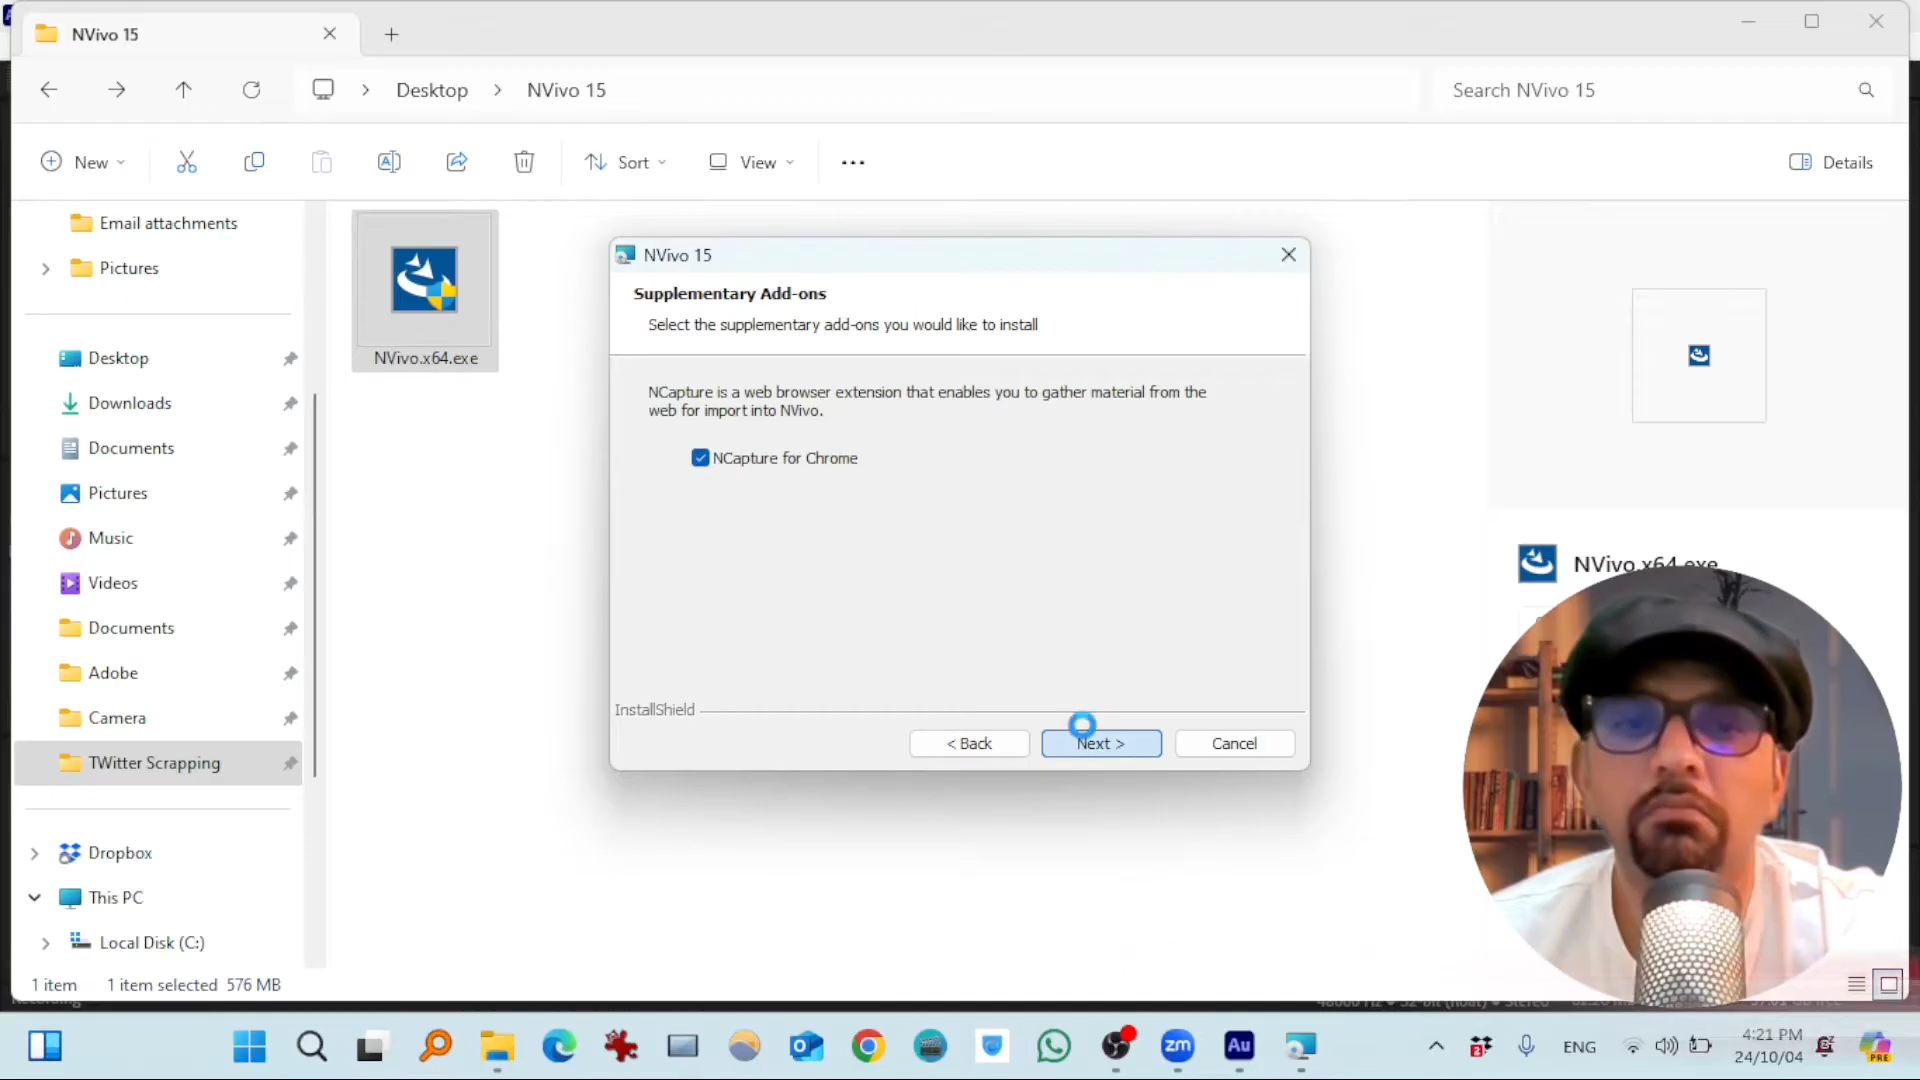 NVivo 15
Desktop
NVivo 15
Search NVivo 15
New
Sort
View
Details
Email attachments
Pictures
Desktop
Downloads
Documents
Pictures
Music
Videos
Documents
Adobe
Camera
TWitter Scrapping
Dropbox
This PC
Local Disk (C:)
NVivo.x64.exe
NVivo 15
Supplementary Add-ons
Select the supplementary add-ons you would like to install
NCapture is a web browser extension that enables you to gather material from the
web for import into NVivo.
NCapture for Chrome
InstallShield
< Back
Next >
Cancel
NVivo.x64.exe
1 item
1 item selected 576 MB
zm
Au
2
ENG
4:21 PM
24/10/04
PRE